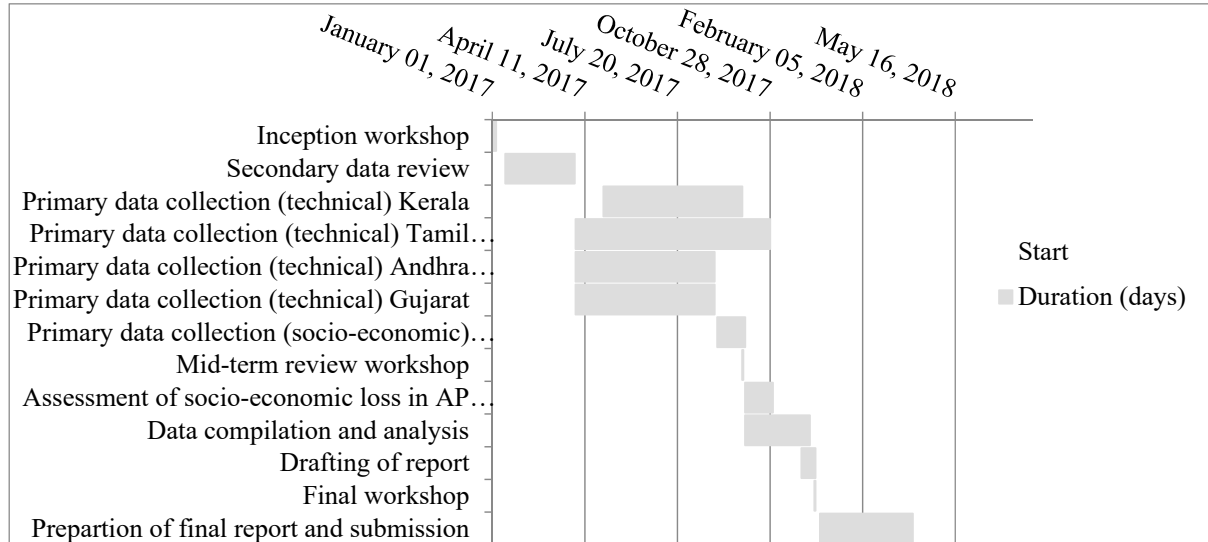 January 01, 2017
April 11, 2017
July 20, 2017
October 28, 2017
February 05, 2018
May 16, 2018
Inception workshop
Secondary data review
Primary data collection (technical) Kerala
Primary data collection (technical) Tamil…
Primary data collection (technical) Andhra…
Primary data collection (technical) Gujarat
Primary data collection (socio-economic)…
Mid-term review workshop
Assessment of socio-economic loss in AP…
Data compilation and analysis
Drafting of report
Final workshop
Prepartion of final report and submission
Start
Duration (days)